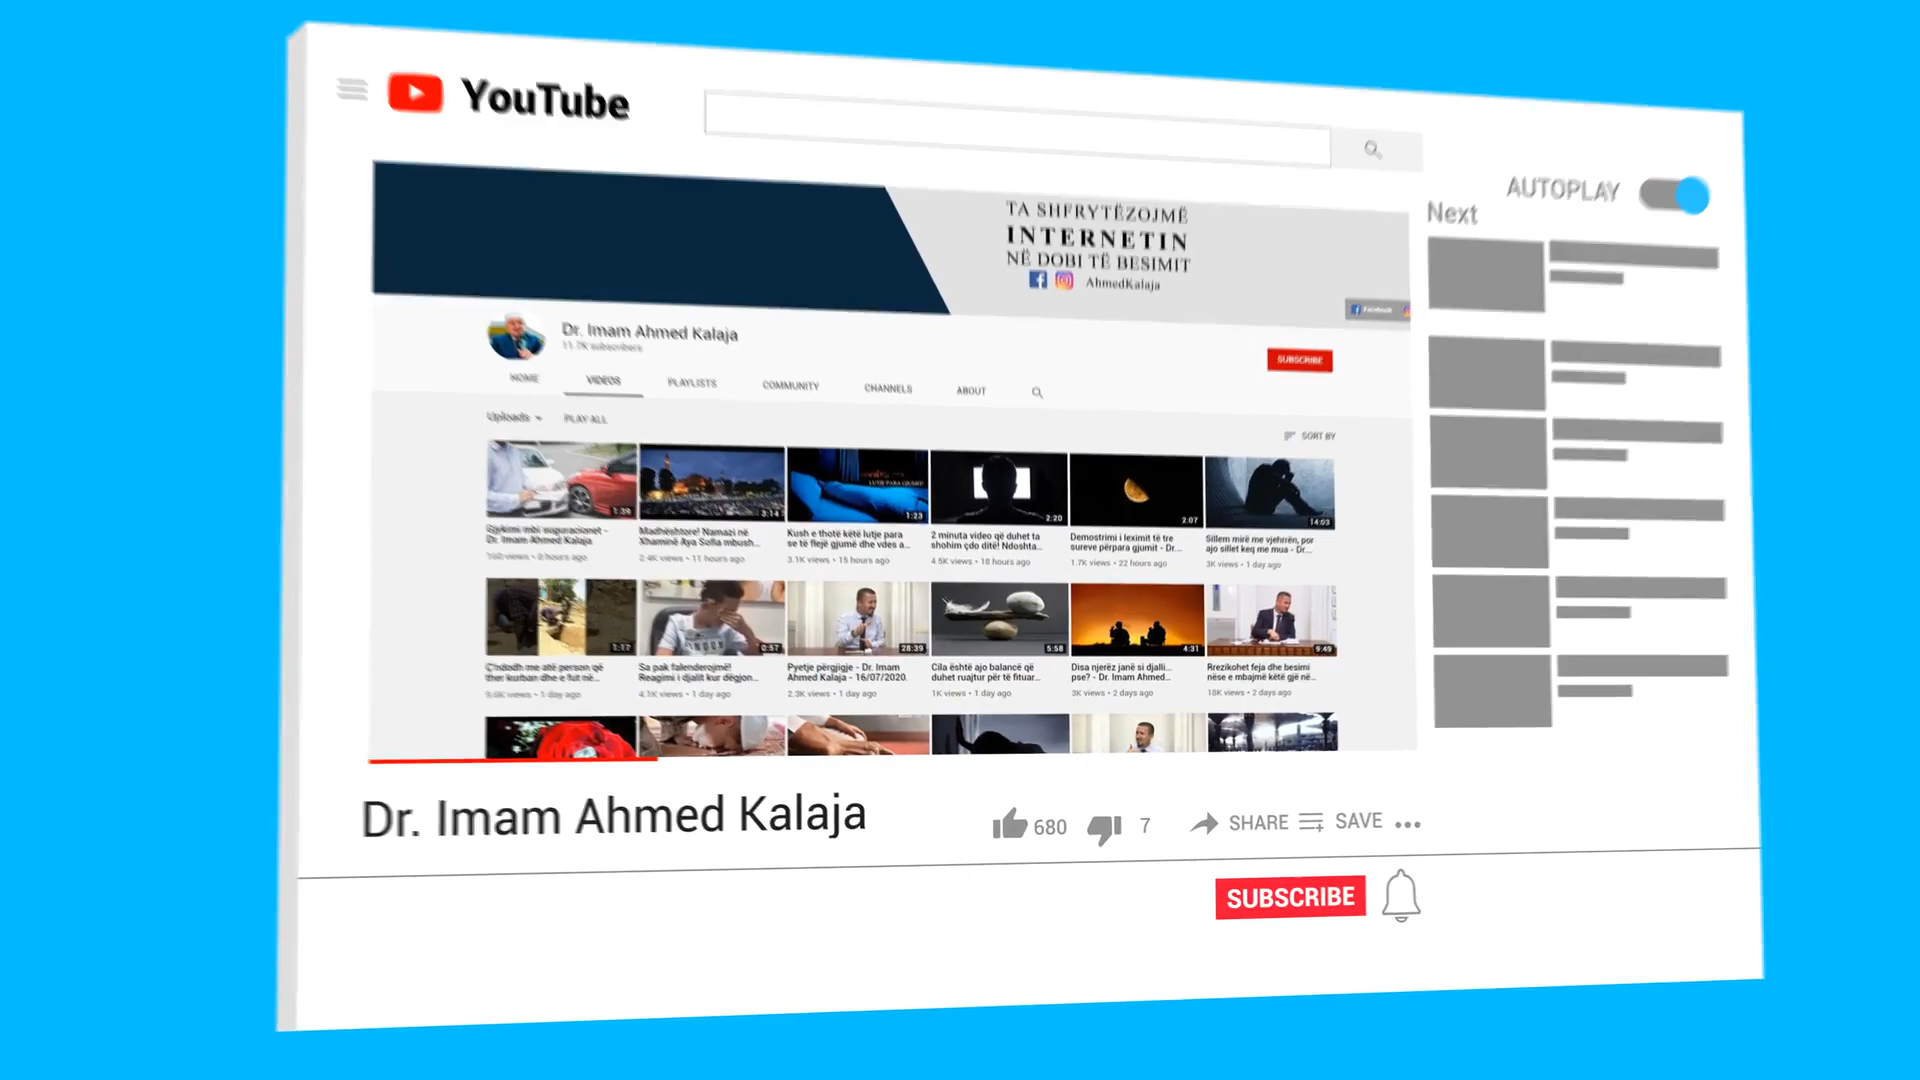 YouTube
AUTOPLAY
Next
TA SHFRYTËZOJMË
INTERNETIN
NË DOBI TË BESIMIT
AhmedKalaja
Facebook
Dr. Imam Ahmed Kalaja
11.7K subscribers
SUBSCRIBE
HOME VIDEOS PLAYLISTS COMMUNITY CHANNELS ABOUT
Uploads PLAY ALL
SORT BY
LUTJE PARA GJUMIT
1:39 3:14 1:23 2:20 2:07 14:03
Gjykimi mbi suguracionet -
Dr. Imam Ahmed Kalaja
views • 8 hours ago
Madhështore! Namazi në
Xhaminë Aya Sofia mbush...
2.4K views • 11 hours ago
Kush e thotë këtë lutje para
se të flejë gjumë dhe vdes a...
3.1K views • 15 hours ago
2 minuta video që duhet ta
shohim çdo ditë! Ndoshta...
4.5K views • 18 hours ago
Demostrimi i leximit të tre
sureve përpara gjumit - Dr...
1.7K views • 22 hours ago
Sillem mirë me vjehrrën, por
ajo sillet keq me mua - Dr...
3K views • 1 day ago
1:17 0:57 28:39 5:58 4:31 9:49
Ç'ndodh me atë person që
ther kurban dhe e fut në...
views • 1 day ago
Sa pak falenderojmë!
Reagimi i djalit kur dëgjon...
4.1K views • 1 day ago
Pyetje përgjigje - Dr. Imam
Ahmed Kalaja - 16/07/2020.
2.3K views • 1 day ago
Cila është ajo balancë që
duhet ruajtur për të fituar...
1K views • 1 day ago
Disa njerëz janë si djalli...
pse? - Dr. Imam Ahmed...
3K views • 2 days ago
Rrezikohet feja dhe besimi
nëse e mbajmë këtë gjë në...
18K views • 2 days ago
Dr. Imam Ahmed Kalaja
680 7 SHARE SAVE
SUBSCRIBE